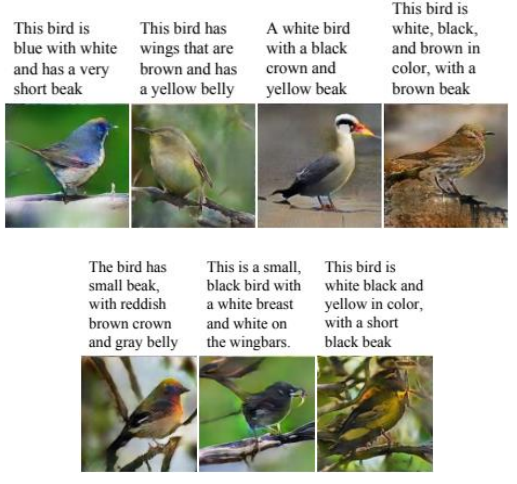 This bird is
blue with white
and has a very
short beak
This bird has
wings that are
brown and has
a yellow belly
A white bird
with a black
crown and
yellow beak
This bird is
white, black,
and brown in
color, with a
brown beak
The bird has
small beak,
with reddish
brown crown
and gray belly
This is a small,
black bird with
a white breast
and white on
the wingbars.
This bird is
white black and
yellow in color,
with a short
black beak